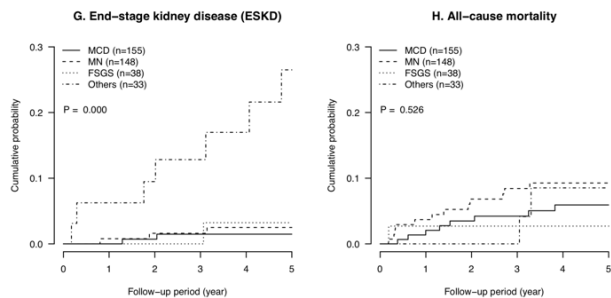 G. End-stage kidney disease (ESKD)
0.3
0.2
0.1
0.0
Cumulative probability
MCD (n=155)
MN (n=148)
FSGS (n=38)
Others (n=33)
P = 0.000
0 1 2 3 4 5
Follow-up period (year)
H. All-cause mortality
0.3
0.2
0.1
0.0
Cumulative probability
MCD (n=155)
MN (n=148)
FSGS (n=38)
Others (n=33)
P = 0.526
0 1 2 3 4 5
Follow-up period (year)